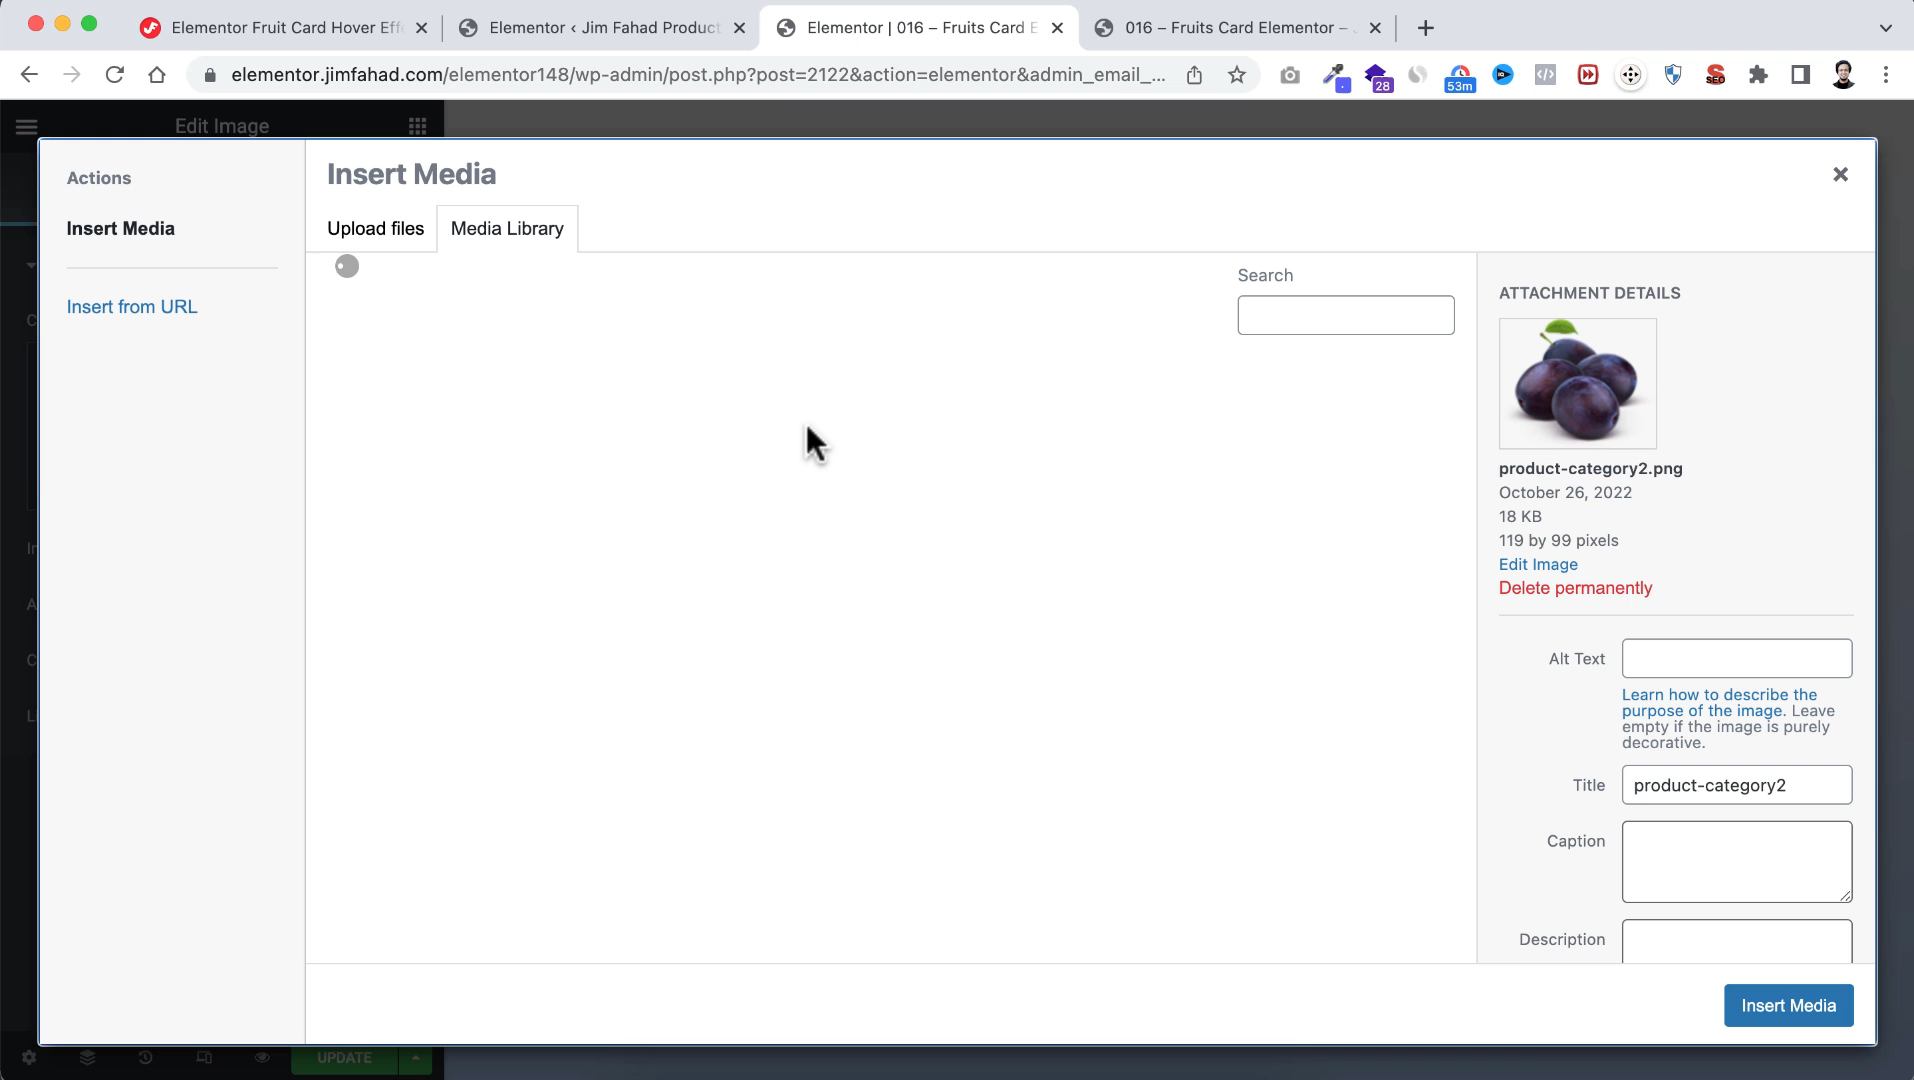 Elementor Fruit Card Hover Eff
Elementor ‹ Jim Fahad Product
Elementor | 016 – Fruits Card E
016 – Fruits Card Elementor –
elementor.jimfahad.com/elementor148/wp-admin/post.php?post=2122&action=elementor&admin_email_...
28
53m
SEO
Edit Image
Actions
Insert Media
Insert from URL
Insert Media
Upload files
Media Library
Search
ATTACHMENT DETAILS
product-category2.png
October 26, 2022
18 KB
119 by 99 pixels
Edit Image
Delete permanently
Alt Text
Learn how to describe the
purpose of the image. Leave
empty if the image is purely
decorative.
Title
product-category2
Caption
Description
Insert Media
UPDATE